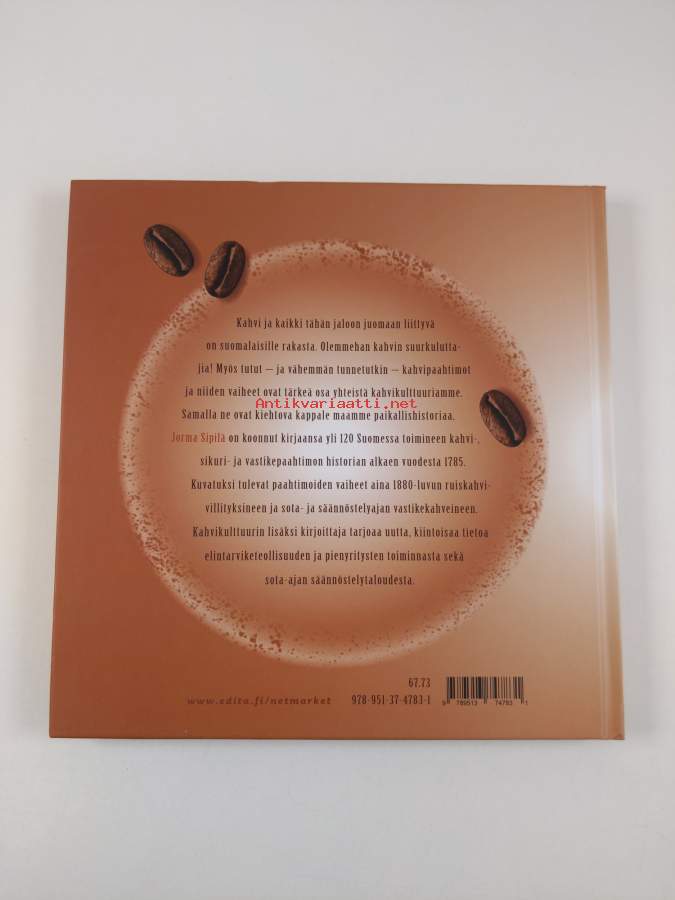 Kahvi ja kaikki tähän jaloon juomaan liittyvä
on suomalaisille rakasta. Olemmehan kahvin suurkulutta-
jia! Myös tutut – ja vähemmän tunnetutkin – kahvipaahtimot
ja niiden vaiheet ovat tärkeä osa yhteistä kahvikulttuuriamme.
Antikvariaatti.net
Samalla ne ovat kiehtova kappale maamme paikallishistoriaa.
Jorma Sipilä on koonnut kirjaansa yli 120 Suomessa toimineen kahvi-,
sikuri- ja vastikepaahtimon historian alkaen vuodesta 1785.
Kuvatuksi tulevat paahtimoiden vaiheet aina 1880-luvun ruiskahvi-
villityksineen ja sota- ja säännöstelyajan vastikekahveineen.
Kahvikulttuurin lisäksi kirjoittaja tarjoaa uutta, kiintoisaa tietoa
elintarviketeollisuuden ja pienyritysten toiminnasta sekä
sota-ajan säännöstelytaloudesta.
67.73
www.edita.fi/netmarket 978-951-37-4783-1
9 789513 747831